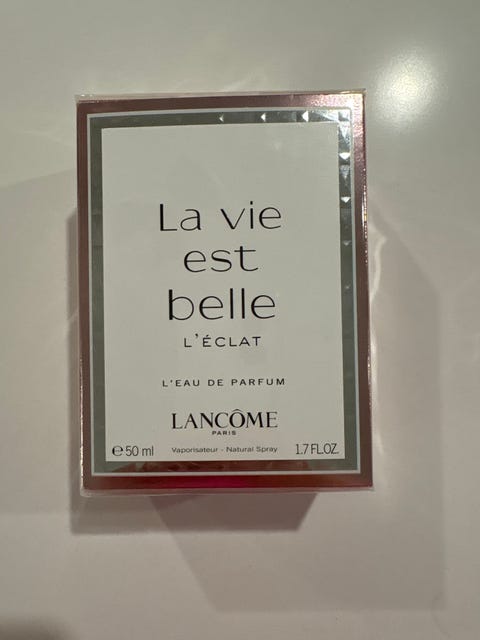 La vie
est
belle
L'ÉCLAT
L'EAU DE PARFUM
LANCÔME
PARIS
℮ 50 ml Vaporisateur - Natural Spray 1.7 FL.OZ.